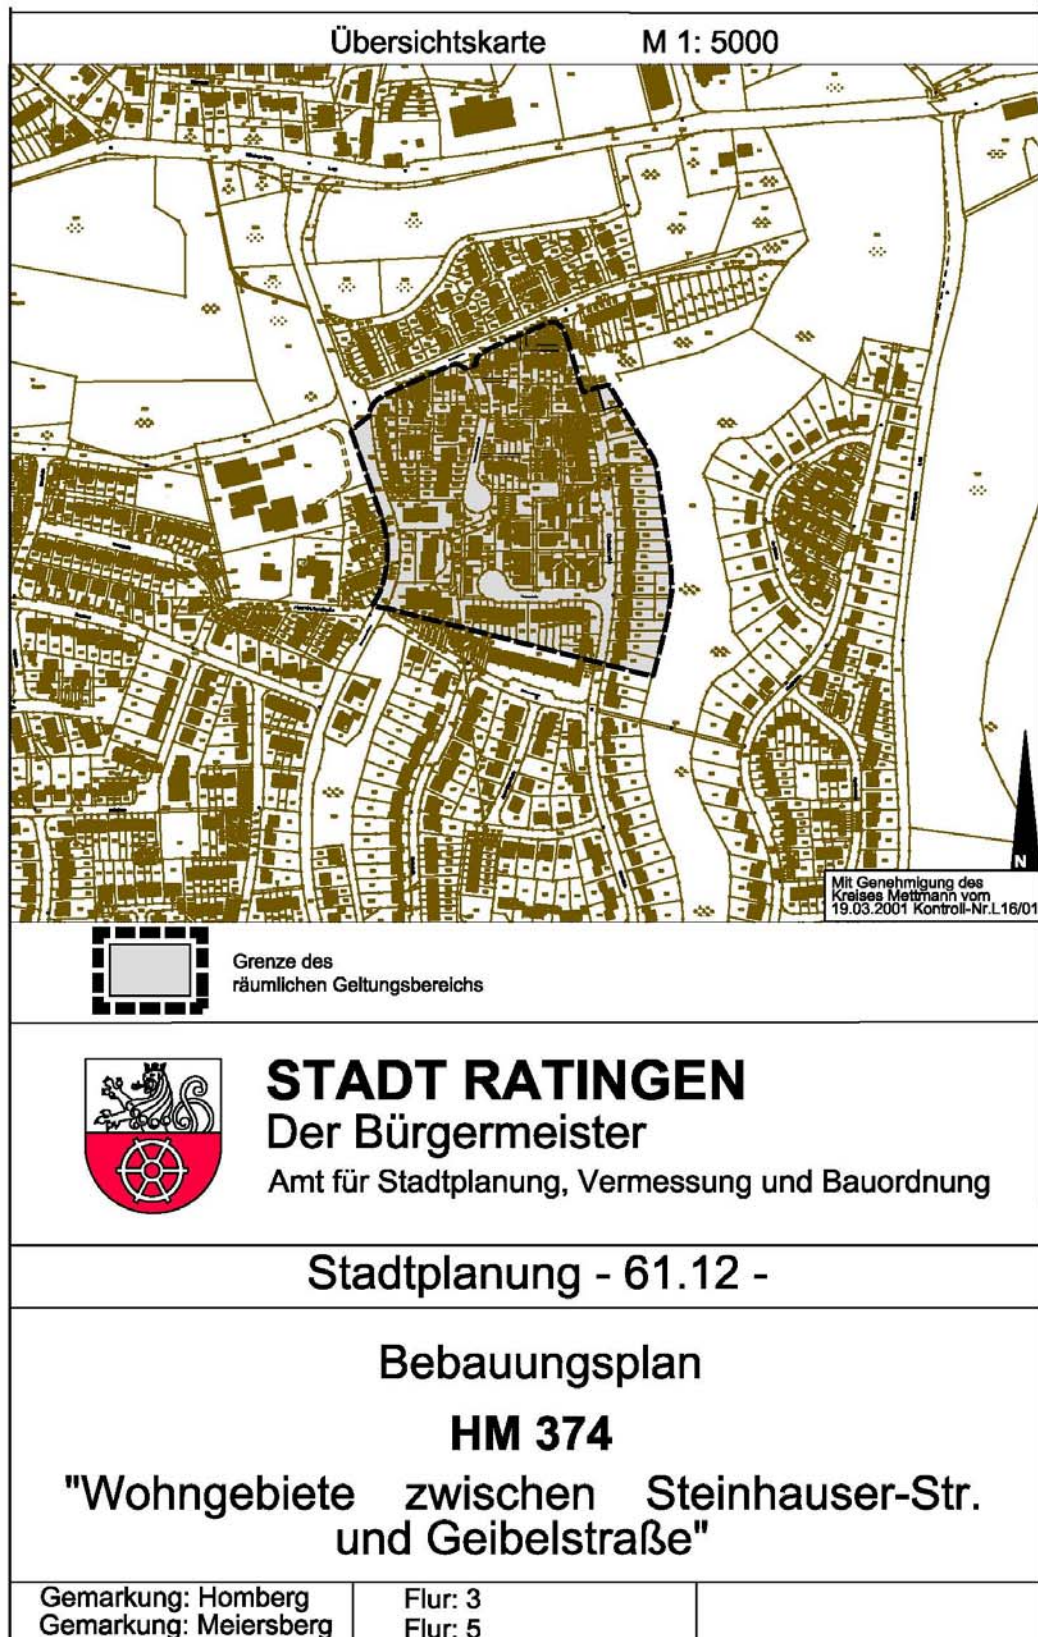 Übersichtskarte M 1: 5000
N
Mit Genehmigung des
Kreises Mettmann vom
19.03.2001 Kontroll-Nr.L16/01
Grenze des
räumlichen Geltungsbereichs
STADT RATINGEN
Der Bürgermeister
Amt für Stadtplanung, Vermessung und Bauordnung
Stadtplanung - 61.12 -
Bebauungsplan
HM 374
"Wohngebiete zwischen Steinhauser-Str.
und Geibelstraße"
Gemarkung: Homberg Flur: 3
Gemarkung: Meiersberg Flur: 5